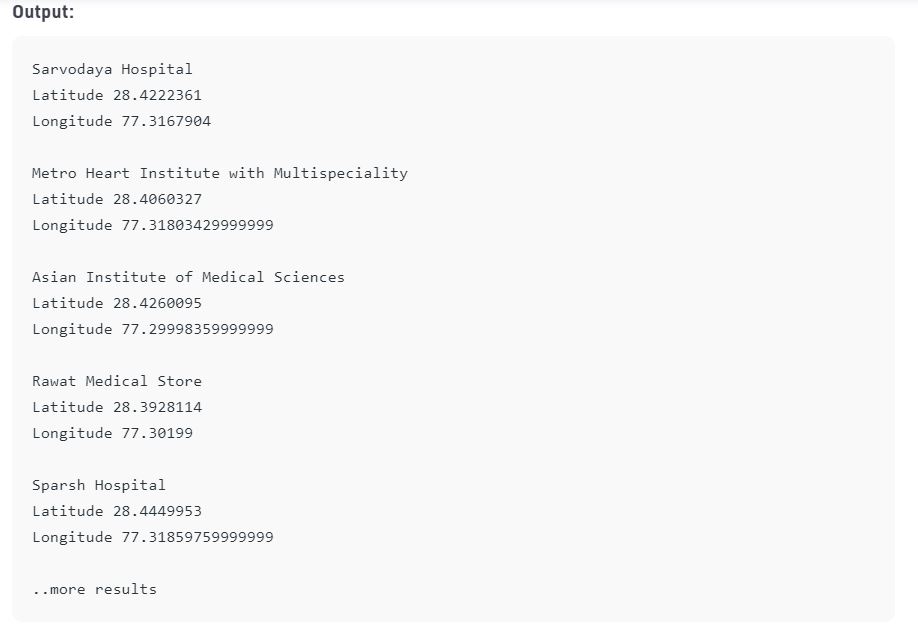 Output:
Sarvodaya Hospital
Latitude 28.4222361
Longitude 77.3167904
Metro Heart Institute with Multispeciality
Latitude 28.4060327
Longitude 77.31803429999999
Asian Institute of Medical Sciences
Latitude 28.4260095
Longitude 77.29998359999999
Rawat Medical Store
Latitude 28.3928114
Longitude 77.30199
Sparsh Hospital
Latitude 28.4449953
Longitude 77.31859759999999
..more results